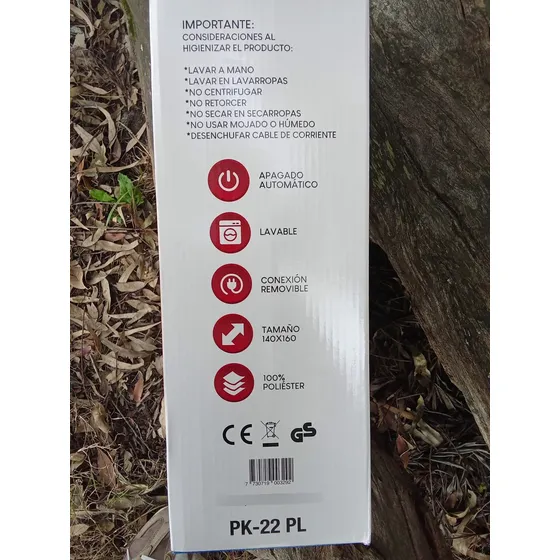 IMPORTANTE:
CONSIDERACIONES AL
HIGIENIZAR EL PRODUCTO:
*LAVAR A MANO
*LAVAR EN LAVARROPAS
*NO CENTRIFUGAR
*NO RETORCER
*NO SECAR EN SECARROPAS
*NO USAR MOJADO O HÚMEDO
*DESENCHUFAR CABLE DE CORRIENTE
APAGADO
AUTOMÁTICO
LAVABLE
CONEXIÓN
REMOVIBLE
TAMAÑO
140X160
100%
POLIÉSTER
CE GS
PK-22 PL